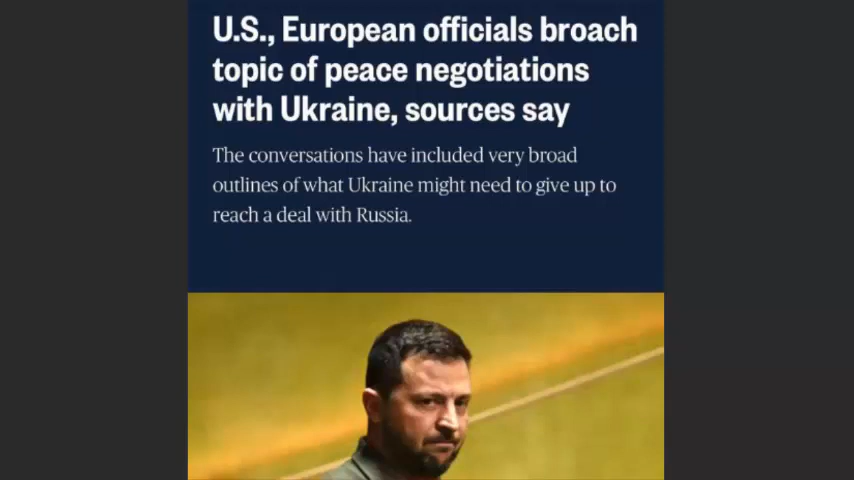 U.S., European officials broach
topic of peace negotiations
with Ukraine, sources say
The conversations have included very broad
outlines of what Ukraine might need to give up to
reach a deal with Russia.